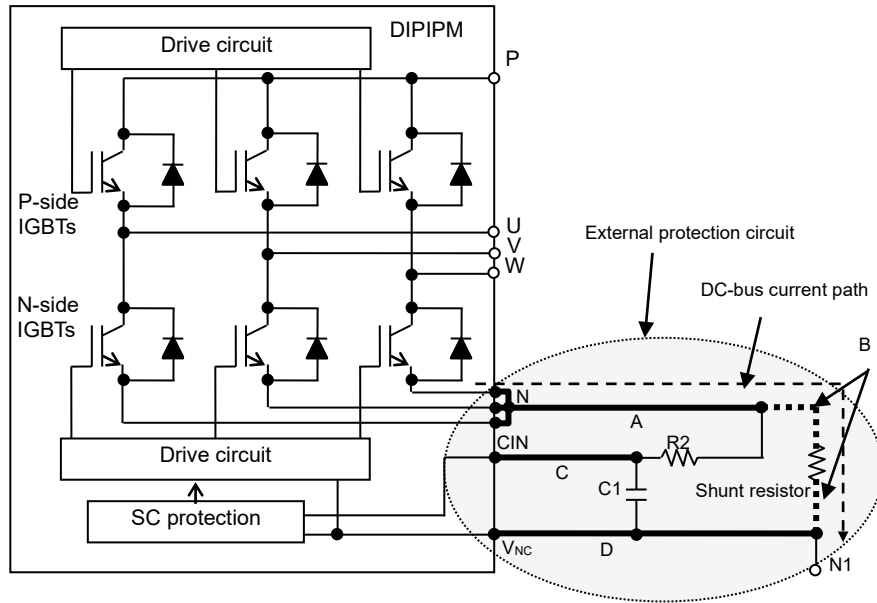 DIPIPM
Drive circuit
P
P-side
IGBTs
U
V
W
External protection circuit
DC-bus current path
N-side
IGBTs
B
N
A
CIN
R2
Drive circuit
C
C1
Shunt resistor
SC protection
VNC
D
N1